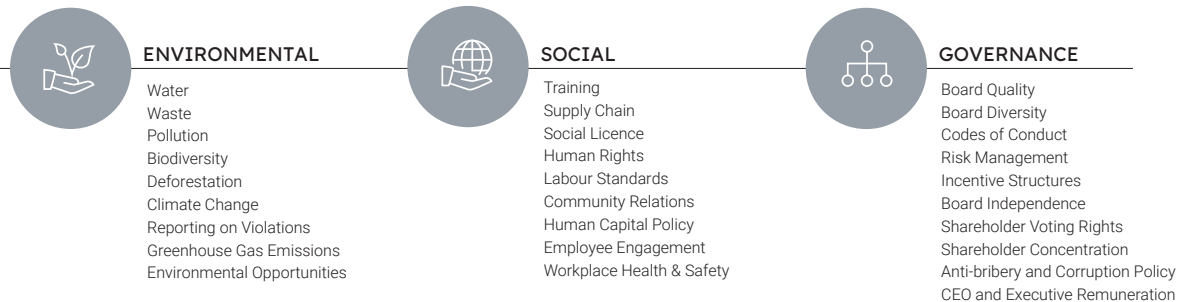 ENVIRONMENTAL
Water
Waste
Pollution
Biodiversity
Deforestation
Climate Change
Reporting on Violations
Greenhouse Gas Emissions
Environmental Opportunities
SOCIAL
Training
Supply Chain
Social Licence
Human Rights
Labour Standards
Community Relations
Human Capital Policy
Employee Engagement
Workplace Health & Safety
GOVERNANCE
Board Quality
Board Diversity
Codes of Conduct
Risk Management
Incentive Structures
Board Independence
Shareholder Voting Rights
Shareholder Concentration
Anti-bribery and Corruption Policy
CEO and Executive Remuneration